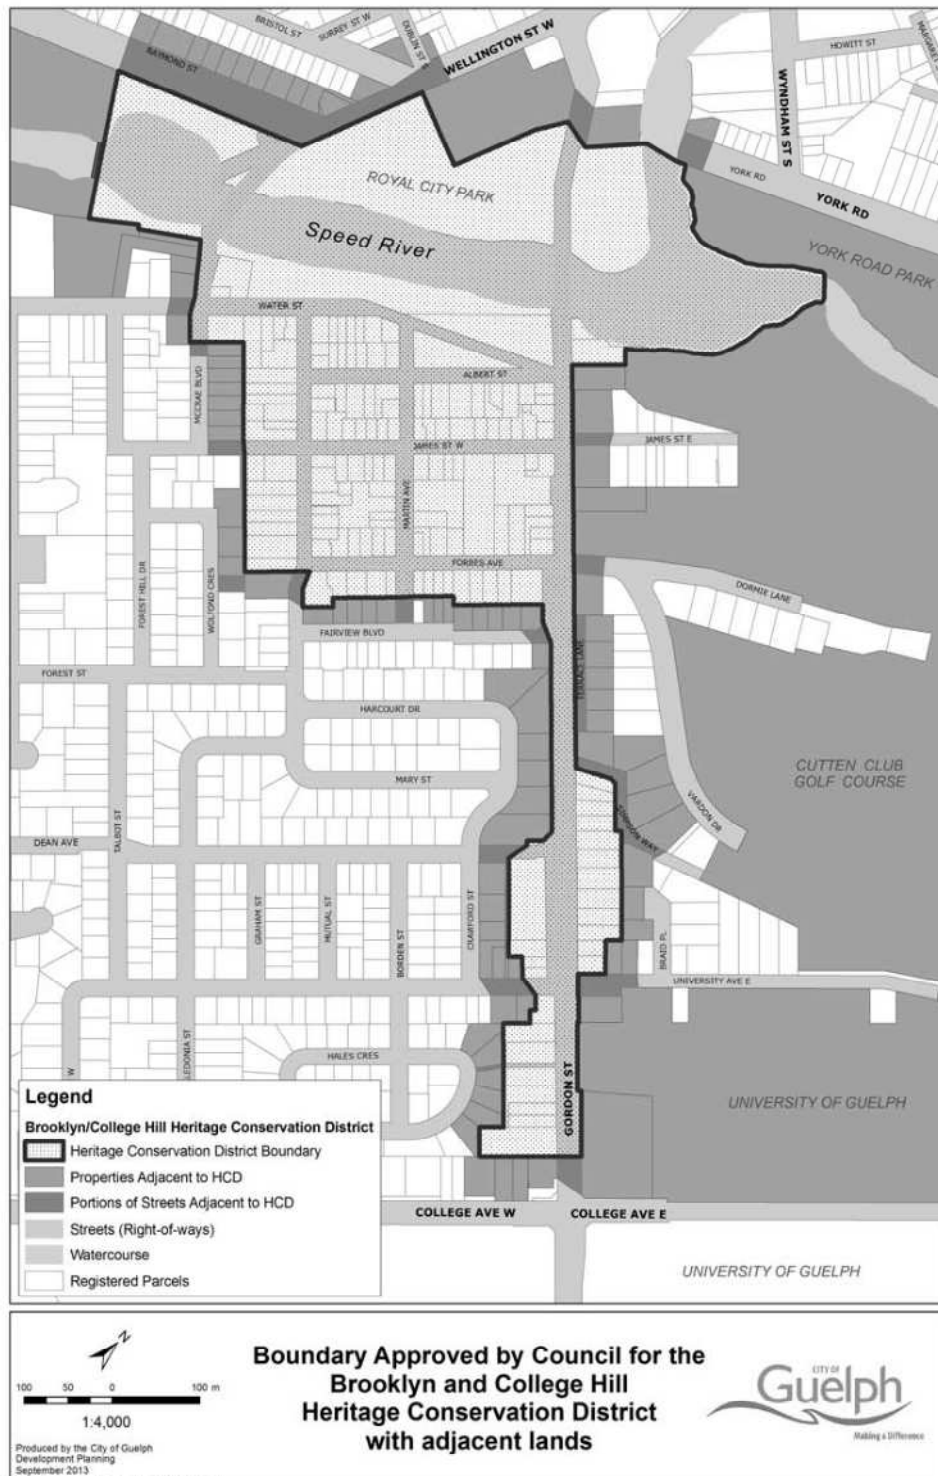 BRISTOL ST
SURREY ST W
DUBLIN ST S
WELLINGTON ST W
RAYMOND ST
HOWITT ST
WYNDHAM ST S
YORK RD
YORK RD
ROYAL CITY PARK
Speed River
YORK ROAD PARK
WATER ST
ALBERT ST
MCCRAE BLVD
JAMES ST W
JAMES ST E
MARTIN AVE
FORBES AVE
FOREST HILL DR
WOLFOND CRES
DORMIE LANE
FAIRVIEW BLVD
TERRACE LANE
FOREST ST
HARCOURT DR
CUTTEN CLUB
GOLF COURSE
MARY ST
VARDON DR
DEAN AVE
TALBOT ST
GRAHAM ST
MUTUAL ST
BORDEN ST
CRAWFORD ST
BRAID PL
UNIVERSITY AVE E
LEDONIA ST
HALES CRES
W
GORDON ST
UNIVERSITY OF GUELPH
Legend
Brooklyn/College Hill Heritage Conservation District
Heritage Conservation District Boundary
Properties Adjacent to HCD
Portions of Streets Adjacent to HCD
Streets (Right-of-ways)
Watercourse
Registered Parcels
COLLEGE AVE W
COLLEGE AVE E
UNIVERSITY OF GUELPH
N
100 50 0 100 m
1:4,000
Produced by the City of Guelph
Development Planning
September 2013
Boundary Approved by Council for the
Brooklyn and College Hill
Heritage Conservation District
with adjacent lands
CITY OF
Guelph
Making a Difference